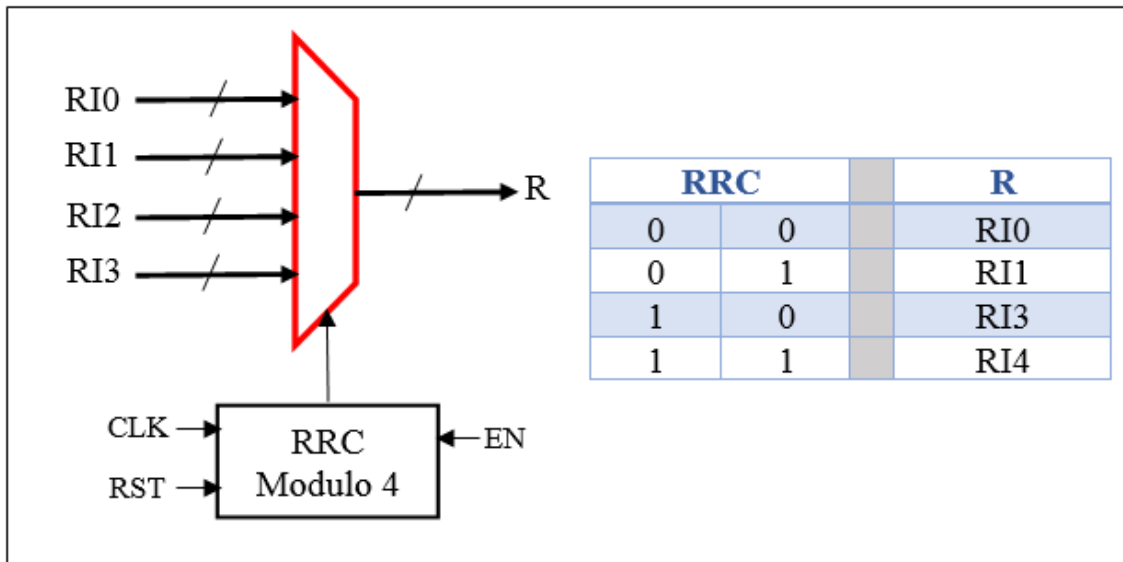 RI0
RI1
RI2
RI3
R
CLK
RST
RRC
Modulo 4
EN
RRC R
0 0 RI0
0 1 RI1
1 0 RI3
1 1 RI4